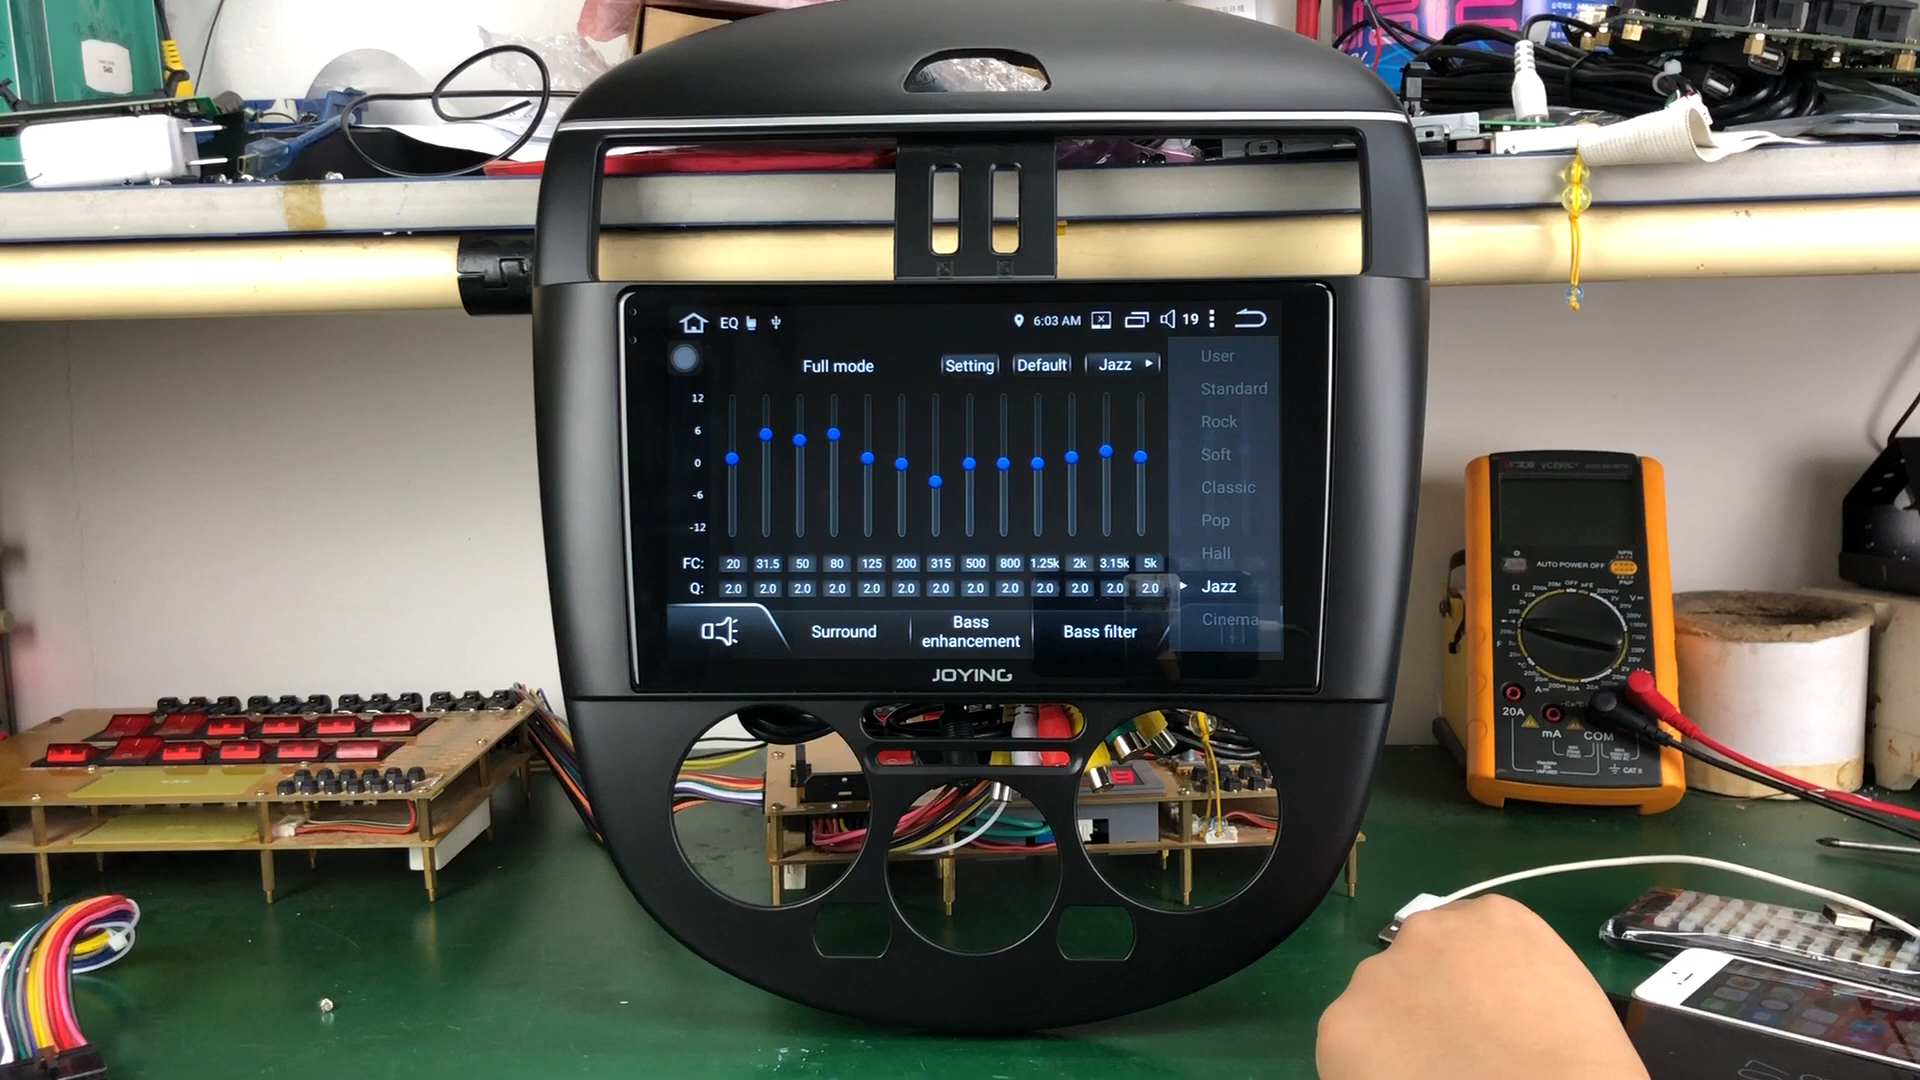 EQ
6:03 AM
19
Full mode
Setting
Default
Jazz
12
6
0
-6
-12
FC: 20 31.5 50 80 125 200 315 500 800 1.25k 2k 3.15k 5k
Q: 2.0 2.0 2.0 2.0 2.0 2.0 2.0 2.0 2.0 2.0 2.0 2.0 2.0
User
Standard
Rock
Soft
Classic
Pop
Hall
Jazz
Cinema
Surround
Bass
enhancement
Bass filter
JOYING
AUTO POWER OFF
NPN
PNP
20A
mA
COM
CAT II